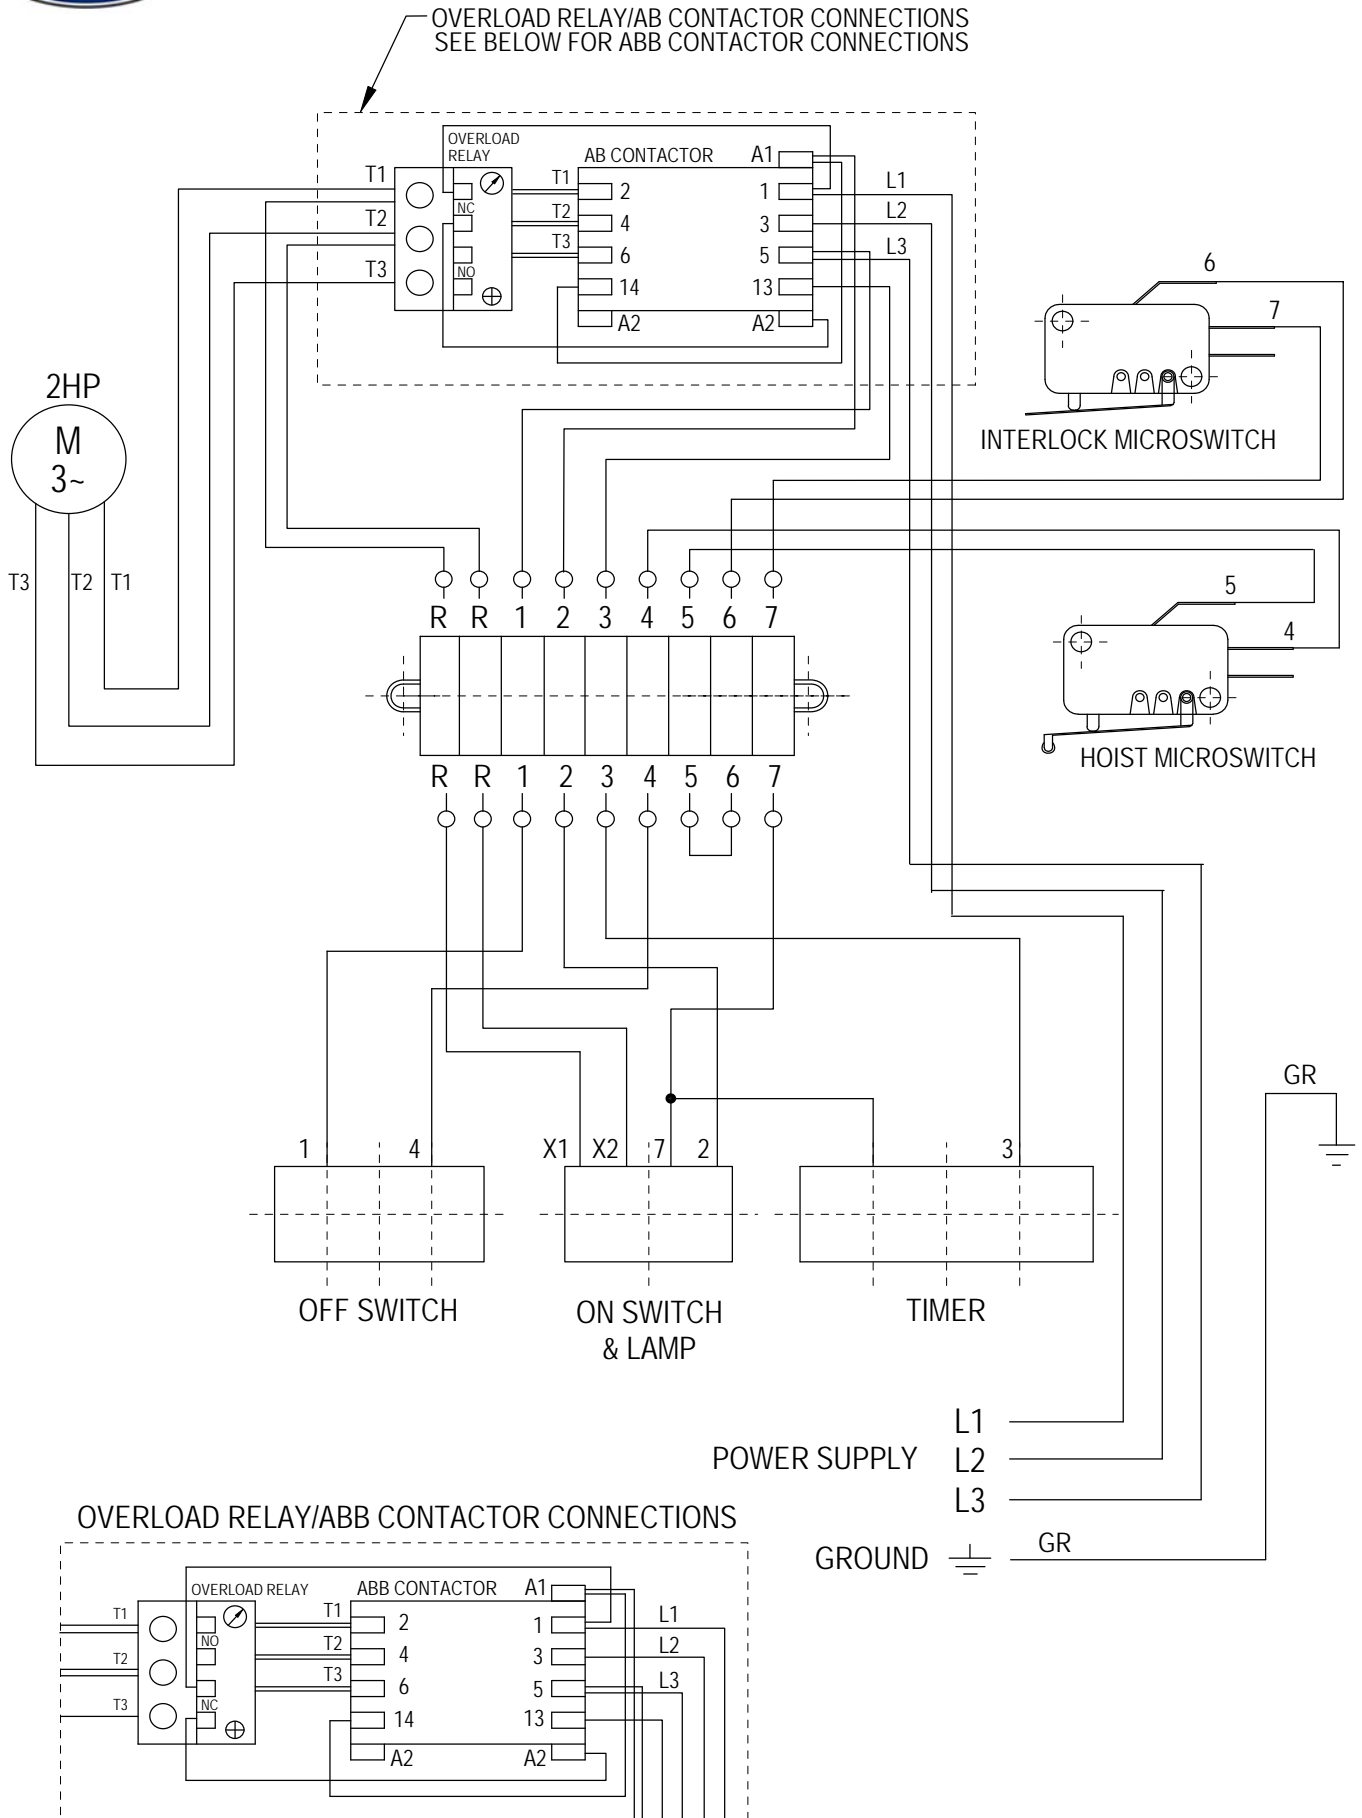 OVERLOAD RELAY/AB CONTACTOR CONNECTIONS
SEE BELOW FOR ABB CONTACTOR CONNECTIONS
OVERLOAD
RELAY
AB CONTACTOR
A1
T1
T1
2
1
L1
NC
T2
T2
4
3
L2
T3
T3
6
5
L3
NO
14
13
A2
A2
6
7
INTERLOCK MICROSWITCH
2HP
M
3~
T3
T2
T1
5
4
HOIST MICROSWITCH
R R 1 2 3 4 5 6 7
R R 1 2 3 4 5 6 7
GR
1
4
X1
X2
7
2
3
OFF SWITCH
ON SWITCH
& LAMP
TIMER
POWER SUPPLY
L1
L2
L3
GROUND
GR
OVERLOAD RELAY/ABB CONTACTOR CONNECTIONS
OVERLOAD RELAY
ABB CONTACTOR
A1
T1
T1
2
1
L1
NO
T2
T2
4
3
L2
T3
T3
6
5
L3
NC
14
13
A2
A2